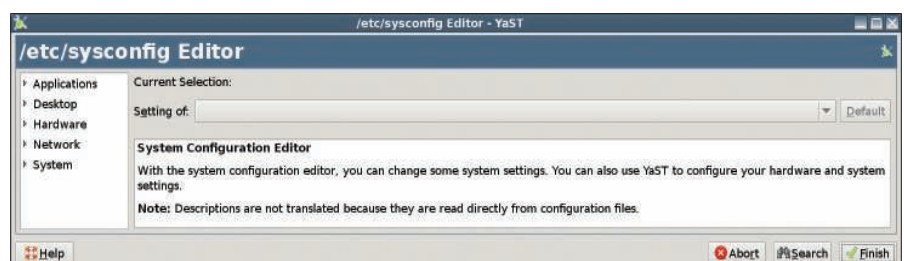 /etc/sysconfig Editor - YaST
/etc/sysconfig Editor
Applications
Desktop
Hardware
Network
System
Current Selection:
Setting of:
Default
System Configuration Editor
With the system configuration editor, you can change some system settings. You can also use YaST to configure your hardware and system
settings.
Note: Descriptions are not translated because they are read directly from configuration files.
Help
Abort
Search
Finish